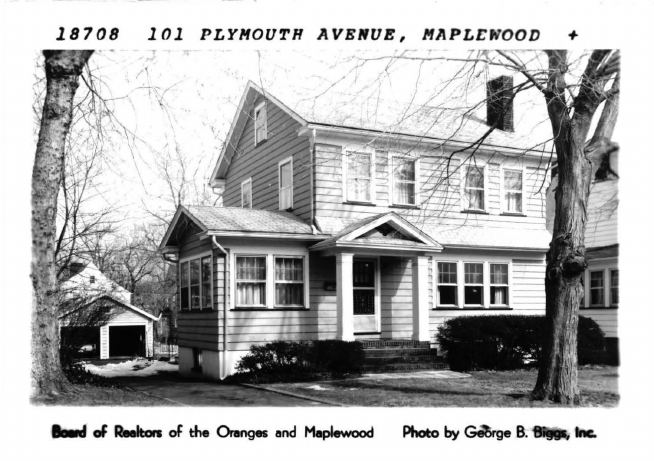 18708 101 PLYMOUTH AVENUE, MAPLEWOOD +
Board of Realtors of the Oranges and Maplewood Photo by George B. Biggs, Inc.